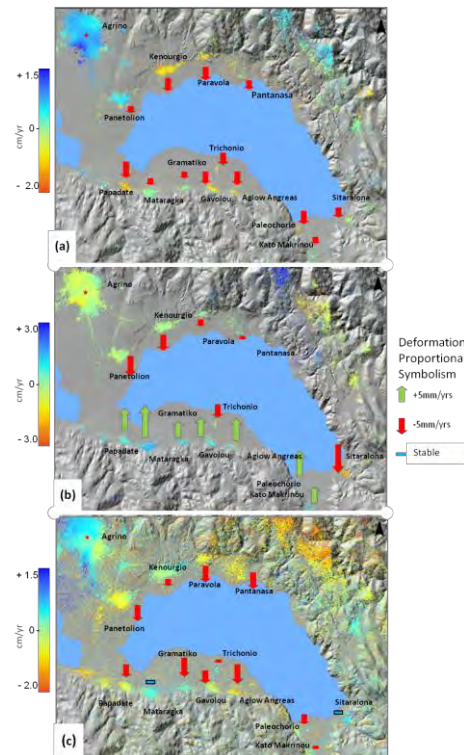 Agrino
Kenourgio
+ 1.5
Paravola
Pantanasa
0
cm/yr
Panetolion
Trichonio
Gramatiko
- 2.0
Papadate
Mataragka
Gavolou
Aglow Angreas
Sitaralona
Paleochorio
Kato Makrinou
(a)
Agrino
+ 3.0
Kenourgio
Paravola
Pantanasa
0
cm/yr
Panetolion
Gramatiko
Trichonio
- 3.0
Papadate
Mataragka
Gavolou
Aglow Angreas
Sitaralona
Paleochorio
Kato Makrinou
(b)
Deformation
Proportional
Symbolism
+5mm/yrs
-5mm/yrs
Stable
Agrino
+ 1.5
Kenourgio
Paravola
Pantanasa
0
cm/yr
Panetolion
Gramatiko
Trichonio
- 2.0
Papadate
Mataragka
Gavolou
Aglow Angreas
Sitaralona
Paleochorio
Kato Makrinou
(c)